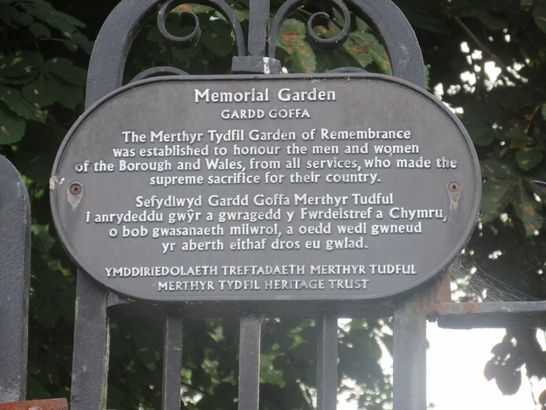 Memorial Garden
GARDD GOFFA
The Merthyr Tydfil Garden of Remembrance
was established to honour the men and women
of the Borough and Wales, from all services, who made the
supreme sacrifice for their country.
Sefydlwyd Gardd Goffa Merthyr Tudful
i anrydeddu gwŷr a gwragedd y Fwrdeistref a Chymru,
o bob gwasanaeth milwrol, a oedd wedi gwneud
yr aberth eithaf dros eu gwlad.
YMDDIRIEDOLAETH TREFTADAETH MERTHYR TUDFUL
MERTHYR TYDFIL HERITAGE TRUST